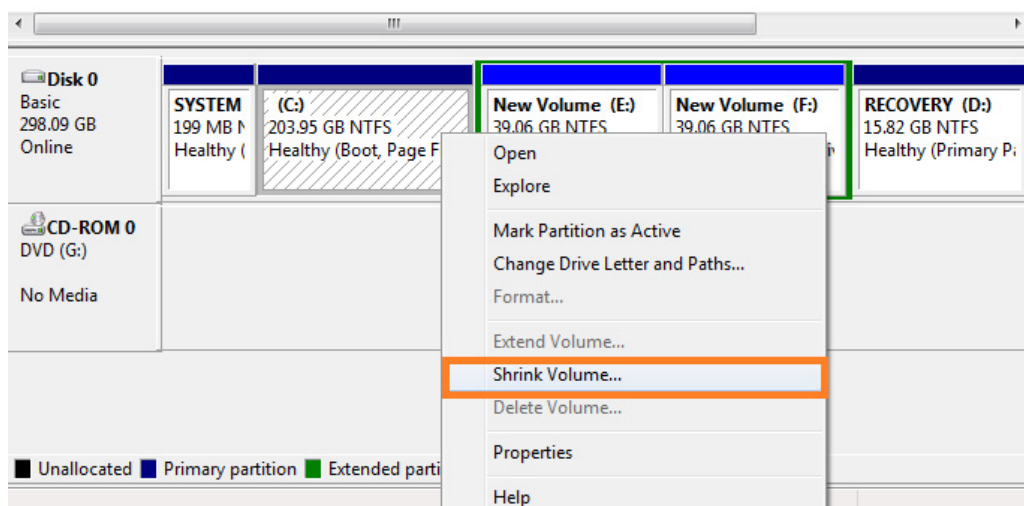 Disk 0
Basic
298.09 GB
Online
SYSTEM
199 MB N
Healthy (
(C:)
203.95 GB NTFS
Healthy (Boot, Page F
New Volume (E:)
39.06 GB NTFS
New Volume (F:)
39.06 GB NTFS
RECOVERY (D:)
15.82 GB NTFS
Healthy (Primary Pa
CD-ROM 0
DVD (G:)
No Media
Open
Explore
Mark Partition as Active
Change Drive Letter and Paths...
Format...
Extend Volume...
Shrink Volume...
Delete Volume...
Properties
Help
Unallocated Primary partition Extended parti